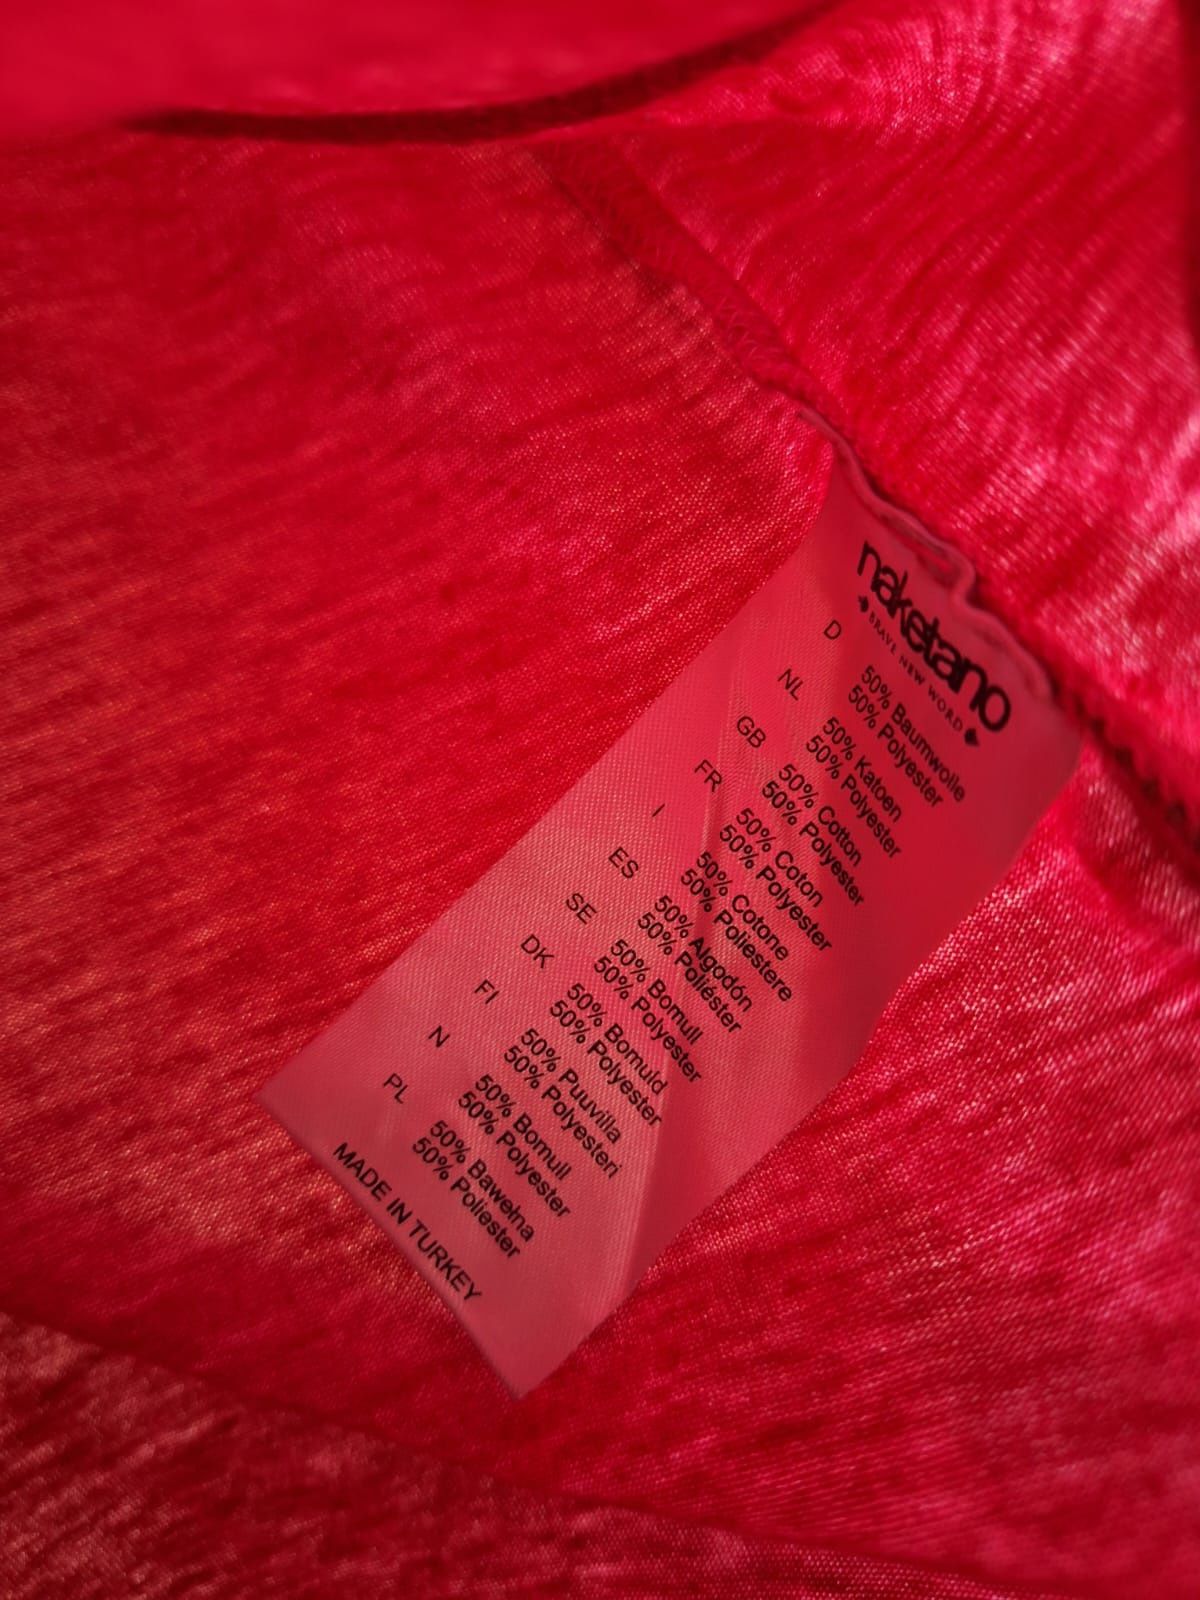 naketano
BRAVE NEW WORD
D 50% Baumwolle
50% Polyester
NL 50% Katoen
50% Polyester
GB 50% Cotton
50% Polyester
FR 50% Coton
50% Polyester
I 50% Cotone
50% Poliestere
ES 50% Algodón
50% Poliéster
SE 50% Bomull
50% Polyester
DK 50% Bomuld
50% Polyester
FI 50% Puuvilla
50% Polyesteri
N 50% Bomull
50% Polyester
PL 50% Bawełna
50% Poliester
MADE IN TURKEY